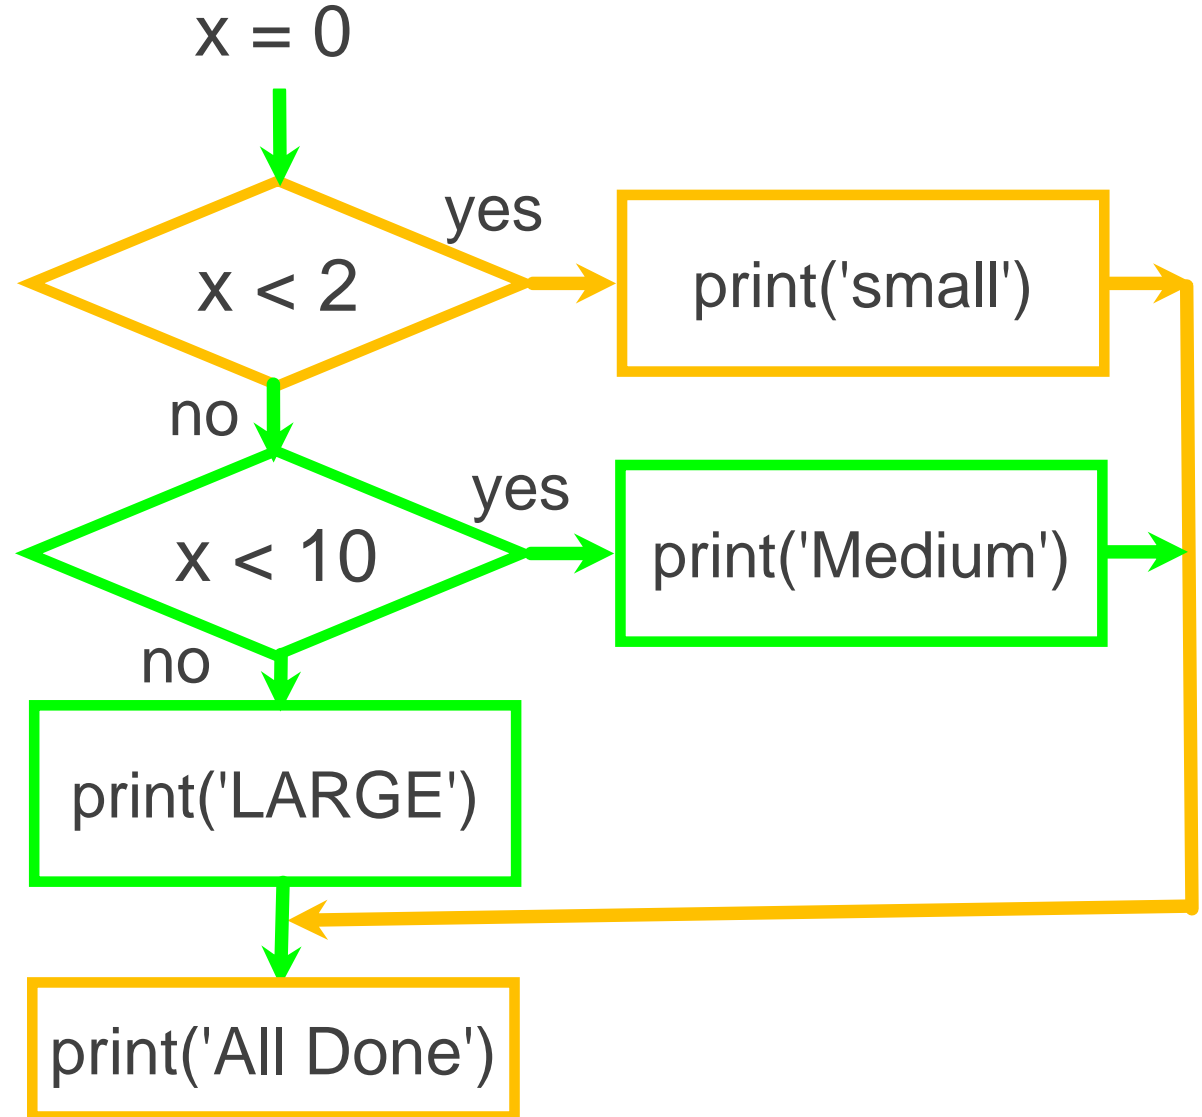 x = 0
yes
x < 2
print('small')
no
yes
x < 10
print('Medium')
no
print('LARGE')
print('All Done')